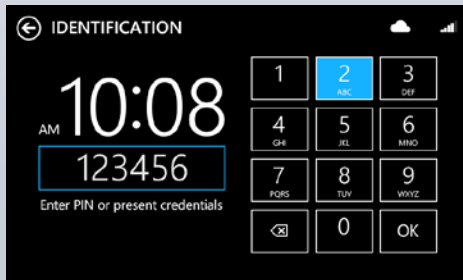 IDENTIFICATION
AM 10:08
123456
Enter PIN or present credentials
1 2 3
ABC DEF
4 5 6
GHI JKL MNO
7 8 9
PQRS TUV WXYZ
0 OK